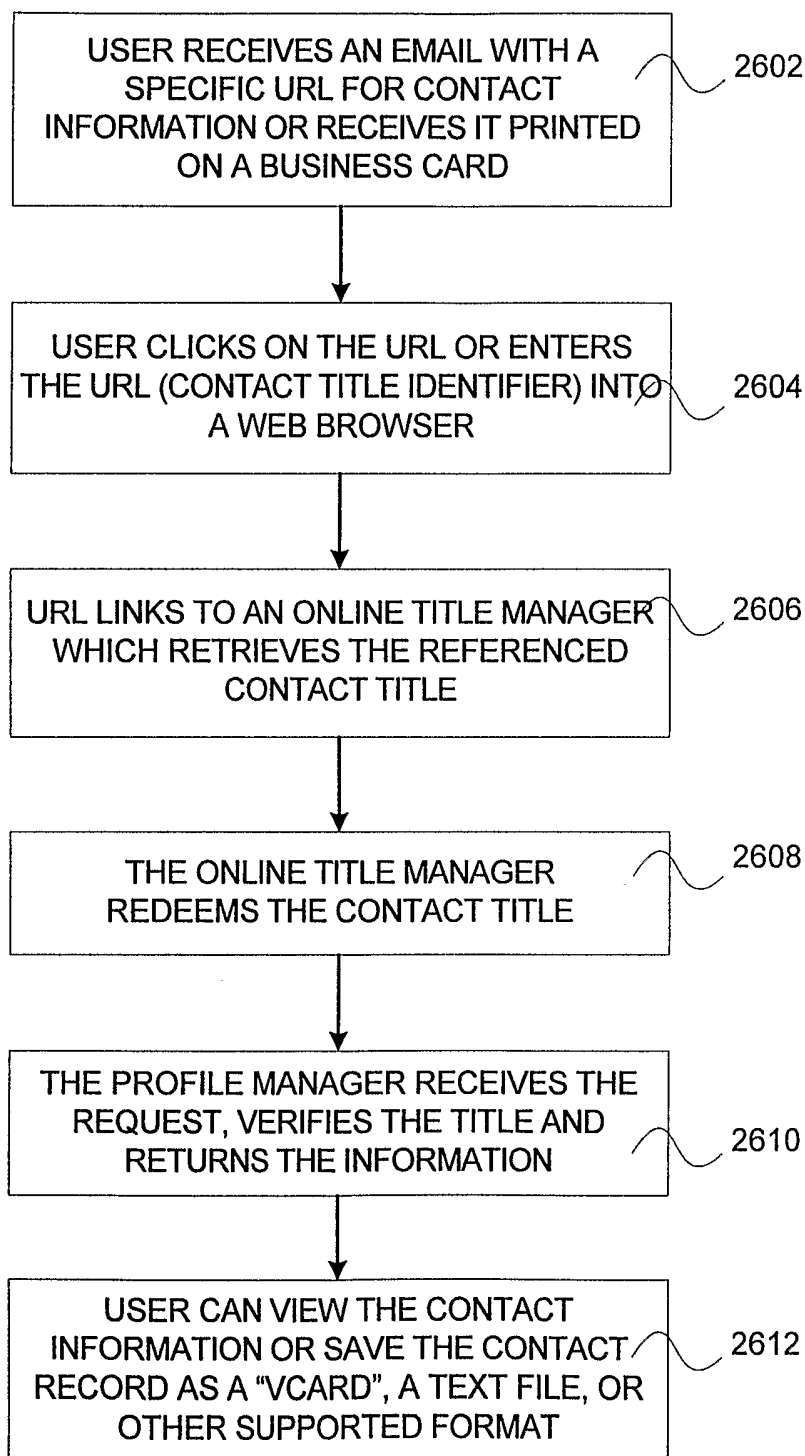 USER RECEIVES AN EMAIL WITH A
SPECIFIC URL FOR CONTACT
INFORMATION OR RECEIVES IT PRINTED
ON A BUSINESS CARD
2602
USER CLICKS ON THE URL OR ENTERS
THE URL (CONTACT TITLE IDENTIFIER) INTO
A WEB BROWSER
2604
URL LINKS TO AN ONLINE TITLE MANAGER
WHICH RETRIEVES THE REFERENCED
CONTACT TITLE
2606
THE ONLINE TITLE MANAGER
REDEEMS THE CONTACT TITLE
2608
THE PROFILE MANAGER RECEIVES THE
REQUEST, VERIFIES THE TITLE AND
RETURNS THE INFORMATION
2610
USER CAN VIEW THE CONTACT
INFORMATION OR SAVE THE CONTACT
RECORD AS A “VCARD”, A TEXT FILE, OR
OTHER SUPPORTED FORMAT
2612